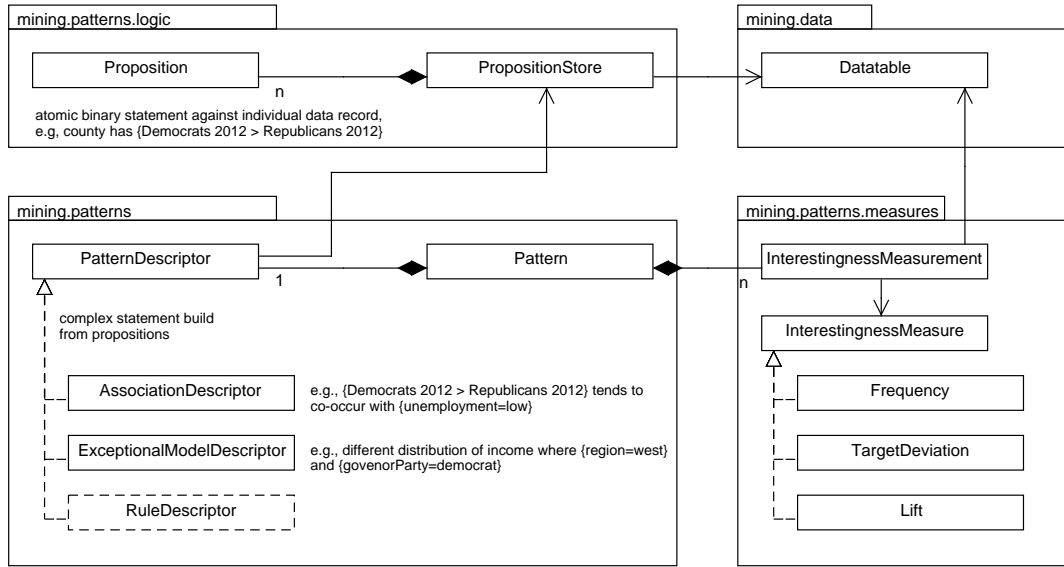 mining.patterns.logic
Proposition
n
PropositionStore
atomic binary statement against individual data record,
e.g, county has {Democrats 2012 > Republicans 2012}
mining.data
Datatable
mining.patterns
PatternDescriptor
1
Pattern
complex statement build
from propositions
AssociationDescriptor
e.g., {Democrats 2012 > Republicans 2012} tends to
co-occur with {unemployment=low}
ExceptionalModelDescriptor
e.g., different distribution of income where {region=west}
and {govenorParty=democrat}
RuleDescriptor
mining.patterns.measures
n
InterestingnessMeasurement
InterestingnessMeasure
Frequency
TargetDeviation
Lift